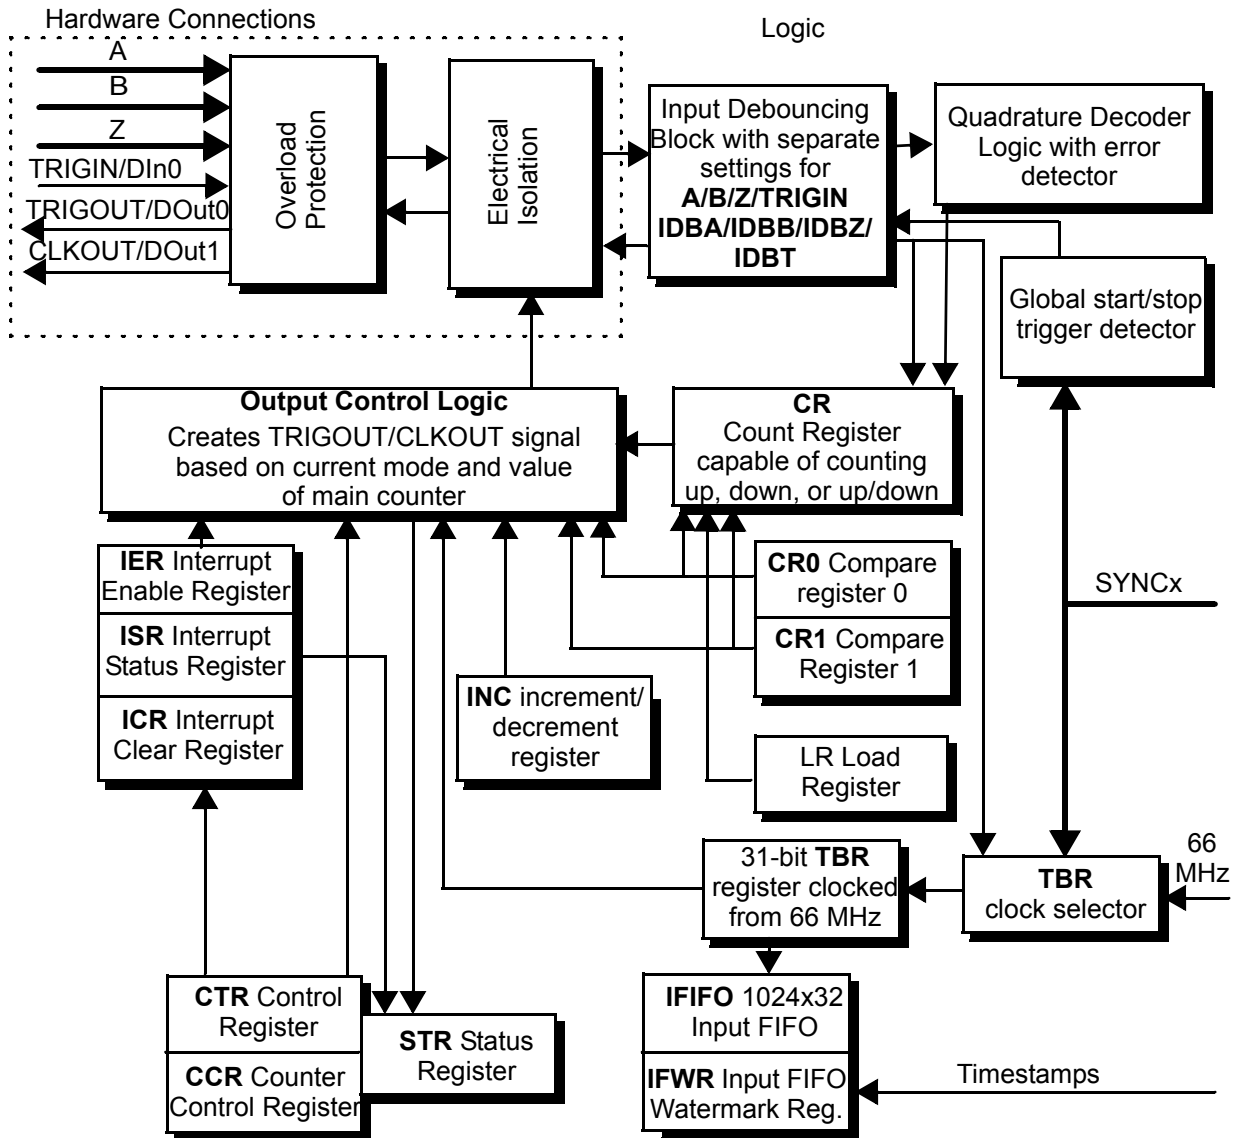 Hardware Connections
Logic
A
B
Z
TRIGIN/DIn0
TRIGOUT/DOut0
CLKOUT/DOut1
Overload
Protection
Electrical
Isolation
Input Debouncing
Block with separate
settings for
A/B/Z/TRIGIN
IDBA/IDBB/IDBZ/
IDBT
Quadrature Decoder
Logic with error
detector
Global start/stop
trigger detector
Output Control Logic
Creates TRIGOUT/CLKOUT signal
based on current mode and value
of main counter
CR
Count Register
capable of counting
up, down, or up/down
IER Interrupt
Enable Register
ISR Interrupt
Status Register
ICR Interrupt
Clear Register
CR0 Compare
register 0
CR1 Compare
Register 1
SYNCx
INC increment/
decrement
register
LR Load
Register
31-bit TBR
register clocked
from 66 MHz
TBR
clock selector
66
MHz
CTR Control
Register
CCR Counter
Control Register
STR Status
Register
IFIFO 1024x32
Input FIFO
IFWR Input FIFO
Watermark Reg.
Timestamps